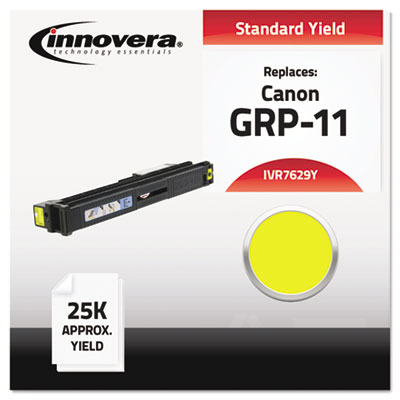 innovera
technology essentials
Standard Yield
Replaces:
Canon
GRP-11
IVR7629Y
25K
APPROX.
YIELD